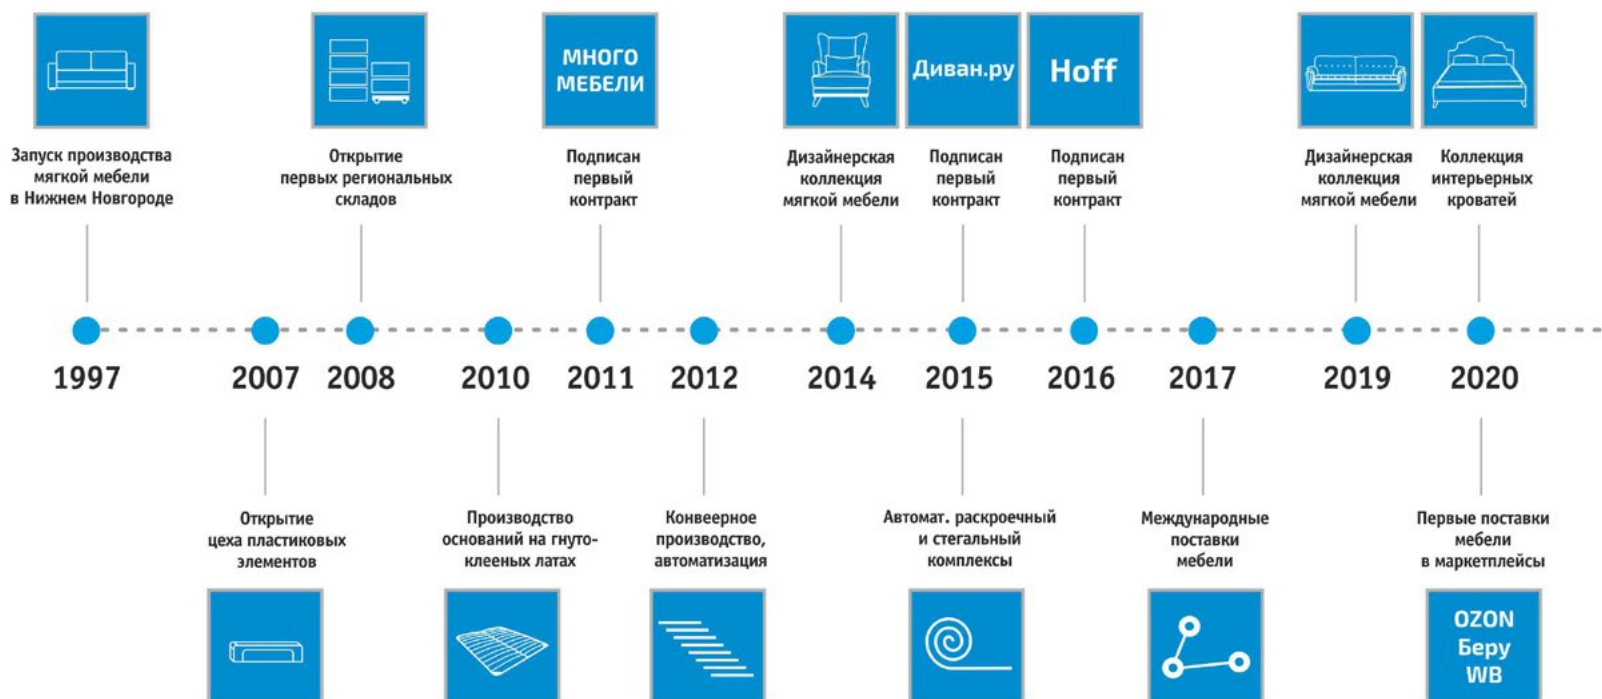 МНОГО
МЕБЕЛИ
Диван.ру
Hoff
Запуск производства
мягкой мебели
в Нижнем Новгороде
Открытие
первых региональных
складов
Подписан
первый
контракт
Дизайнерская
коллекция
мягкой мебели
Подписан
первый
контракт
Подписан
первый
контракт
Дизайнерская
коллекция
мягкой мебели
Коллекция
интерьерных
кроватей
1997
2007
2008
2010
2011
2012
2014
2015
2016
2017
2019
2020
Открытие
цеха пластиковых
элементов
Производство
оснований на гнуто-
клееных латах
Конвеерное
производство,
автоматизация
Автомат. раскроечный
и стегальный
комплексы
Международные
поставки
мебели
Первые поставки
мебели
в маркетплейсы
OZON
Беру
WB